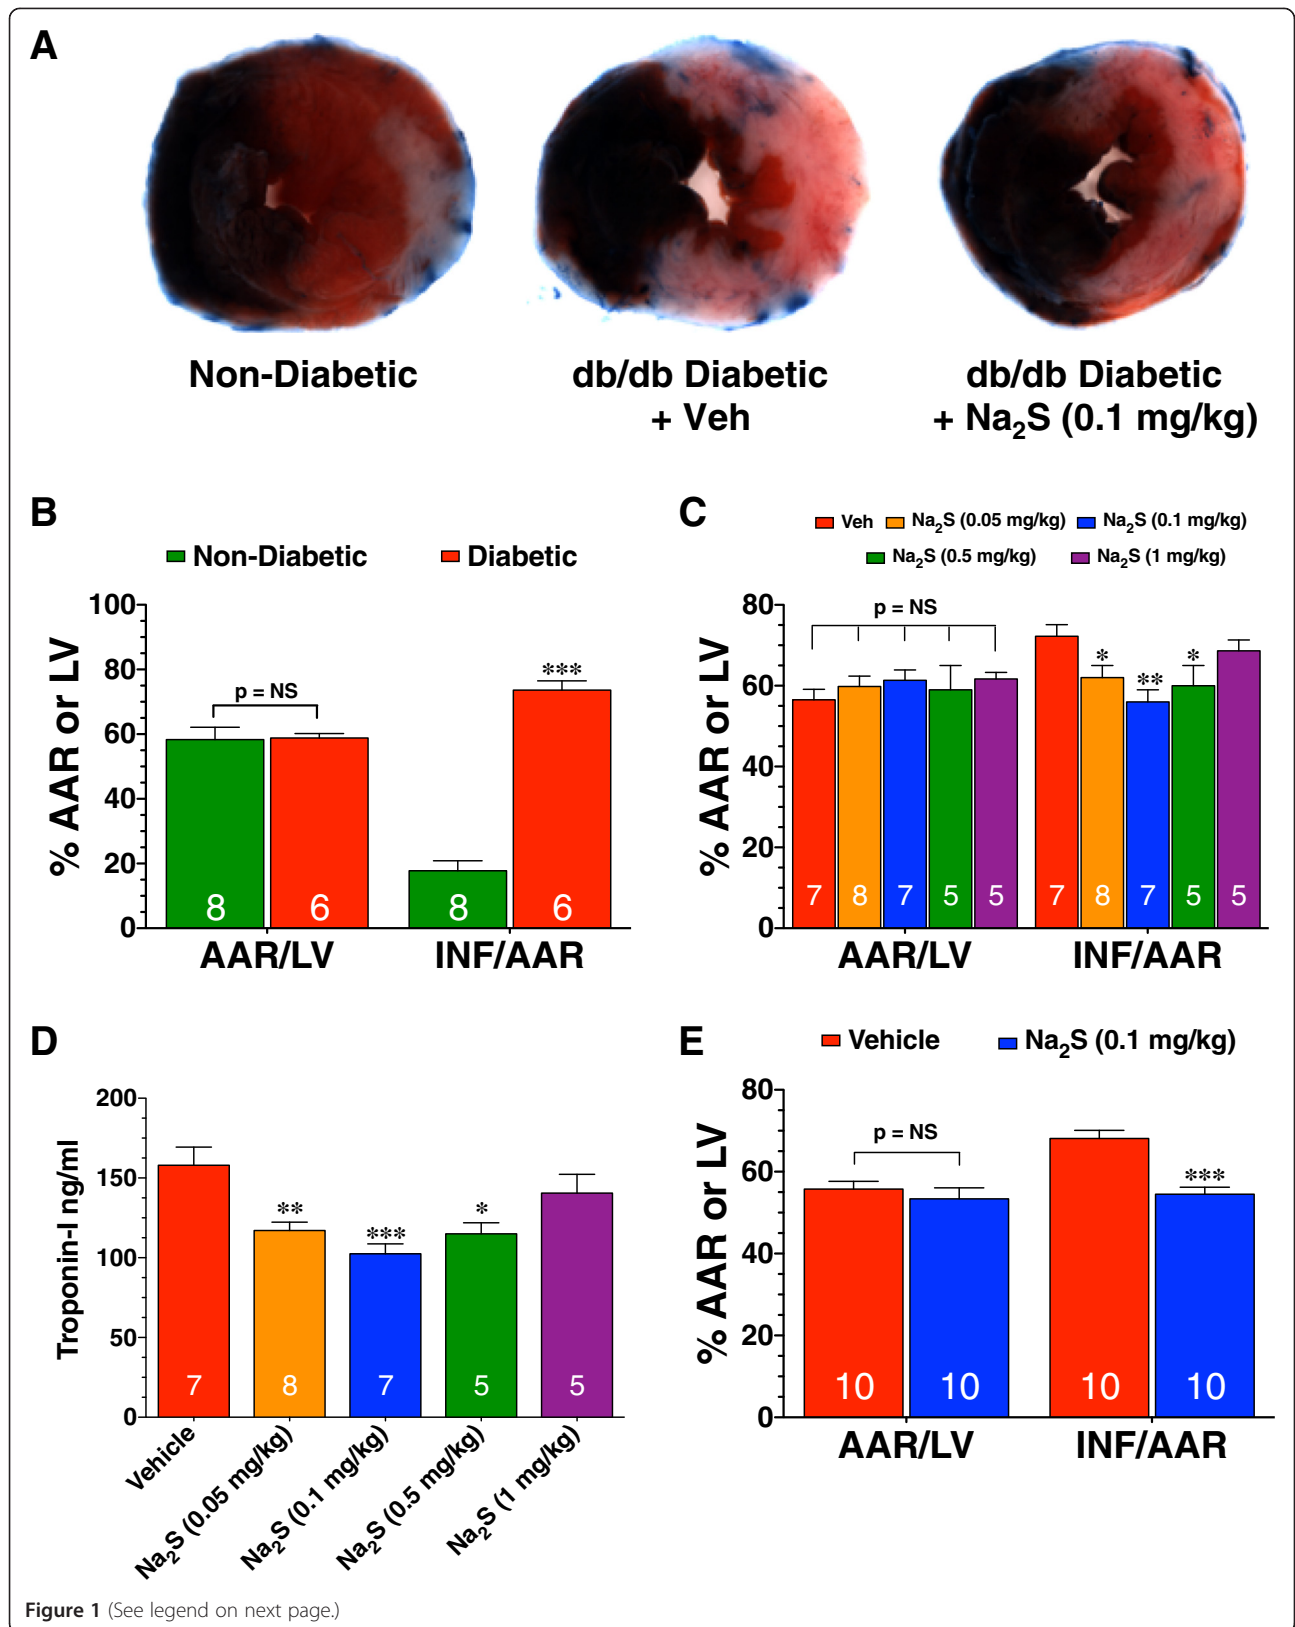 A
Non-Diabetic
db/db Diabetic
+ Veh
db/db Diabetic
+ Na₂S (0.1 mg/kg)
B
Non-Diabetic Diabetic
% AAR or LV
100
80
60
40
20
0
p = NS
***
8 6 8 6
AAR/LV INF/AAR
C
Veh Na₂S (0.05 mg/kg) Na₂S (0.1 mg/kg)
Na₂S (0.5 mg/kg) Na₂S (1 mg/kg)
% AAR or LV
80
60
40
20
0
p = NS
* ** *
7 8 7 5 5 7 8 7 5 5
AAR/LV INF/AAR
D
Troponin-I ng/ml
200
150
100
50
0
** *** *
7 8 7 5 5
Vehicle
Na₂S (0.05 mg/kg)
Na₂S (0.1 mg/kg)
Na₂S (0.5 mg/kg)
Na₂S (1 mg/kg)
E
Vehicle Na₂S (0.1 mg/kg)
% AAR or LV
80
60
40
20
0
p = NS
***
10 10 10 10
AAR/LV INF/AAR
Figure 1 (See legend on next page.)